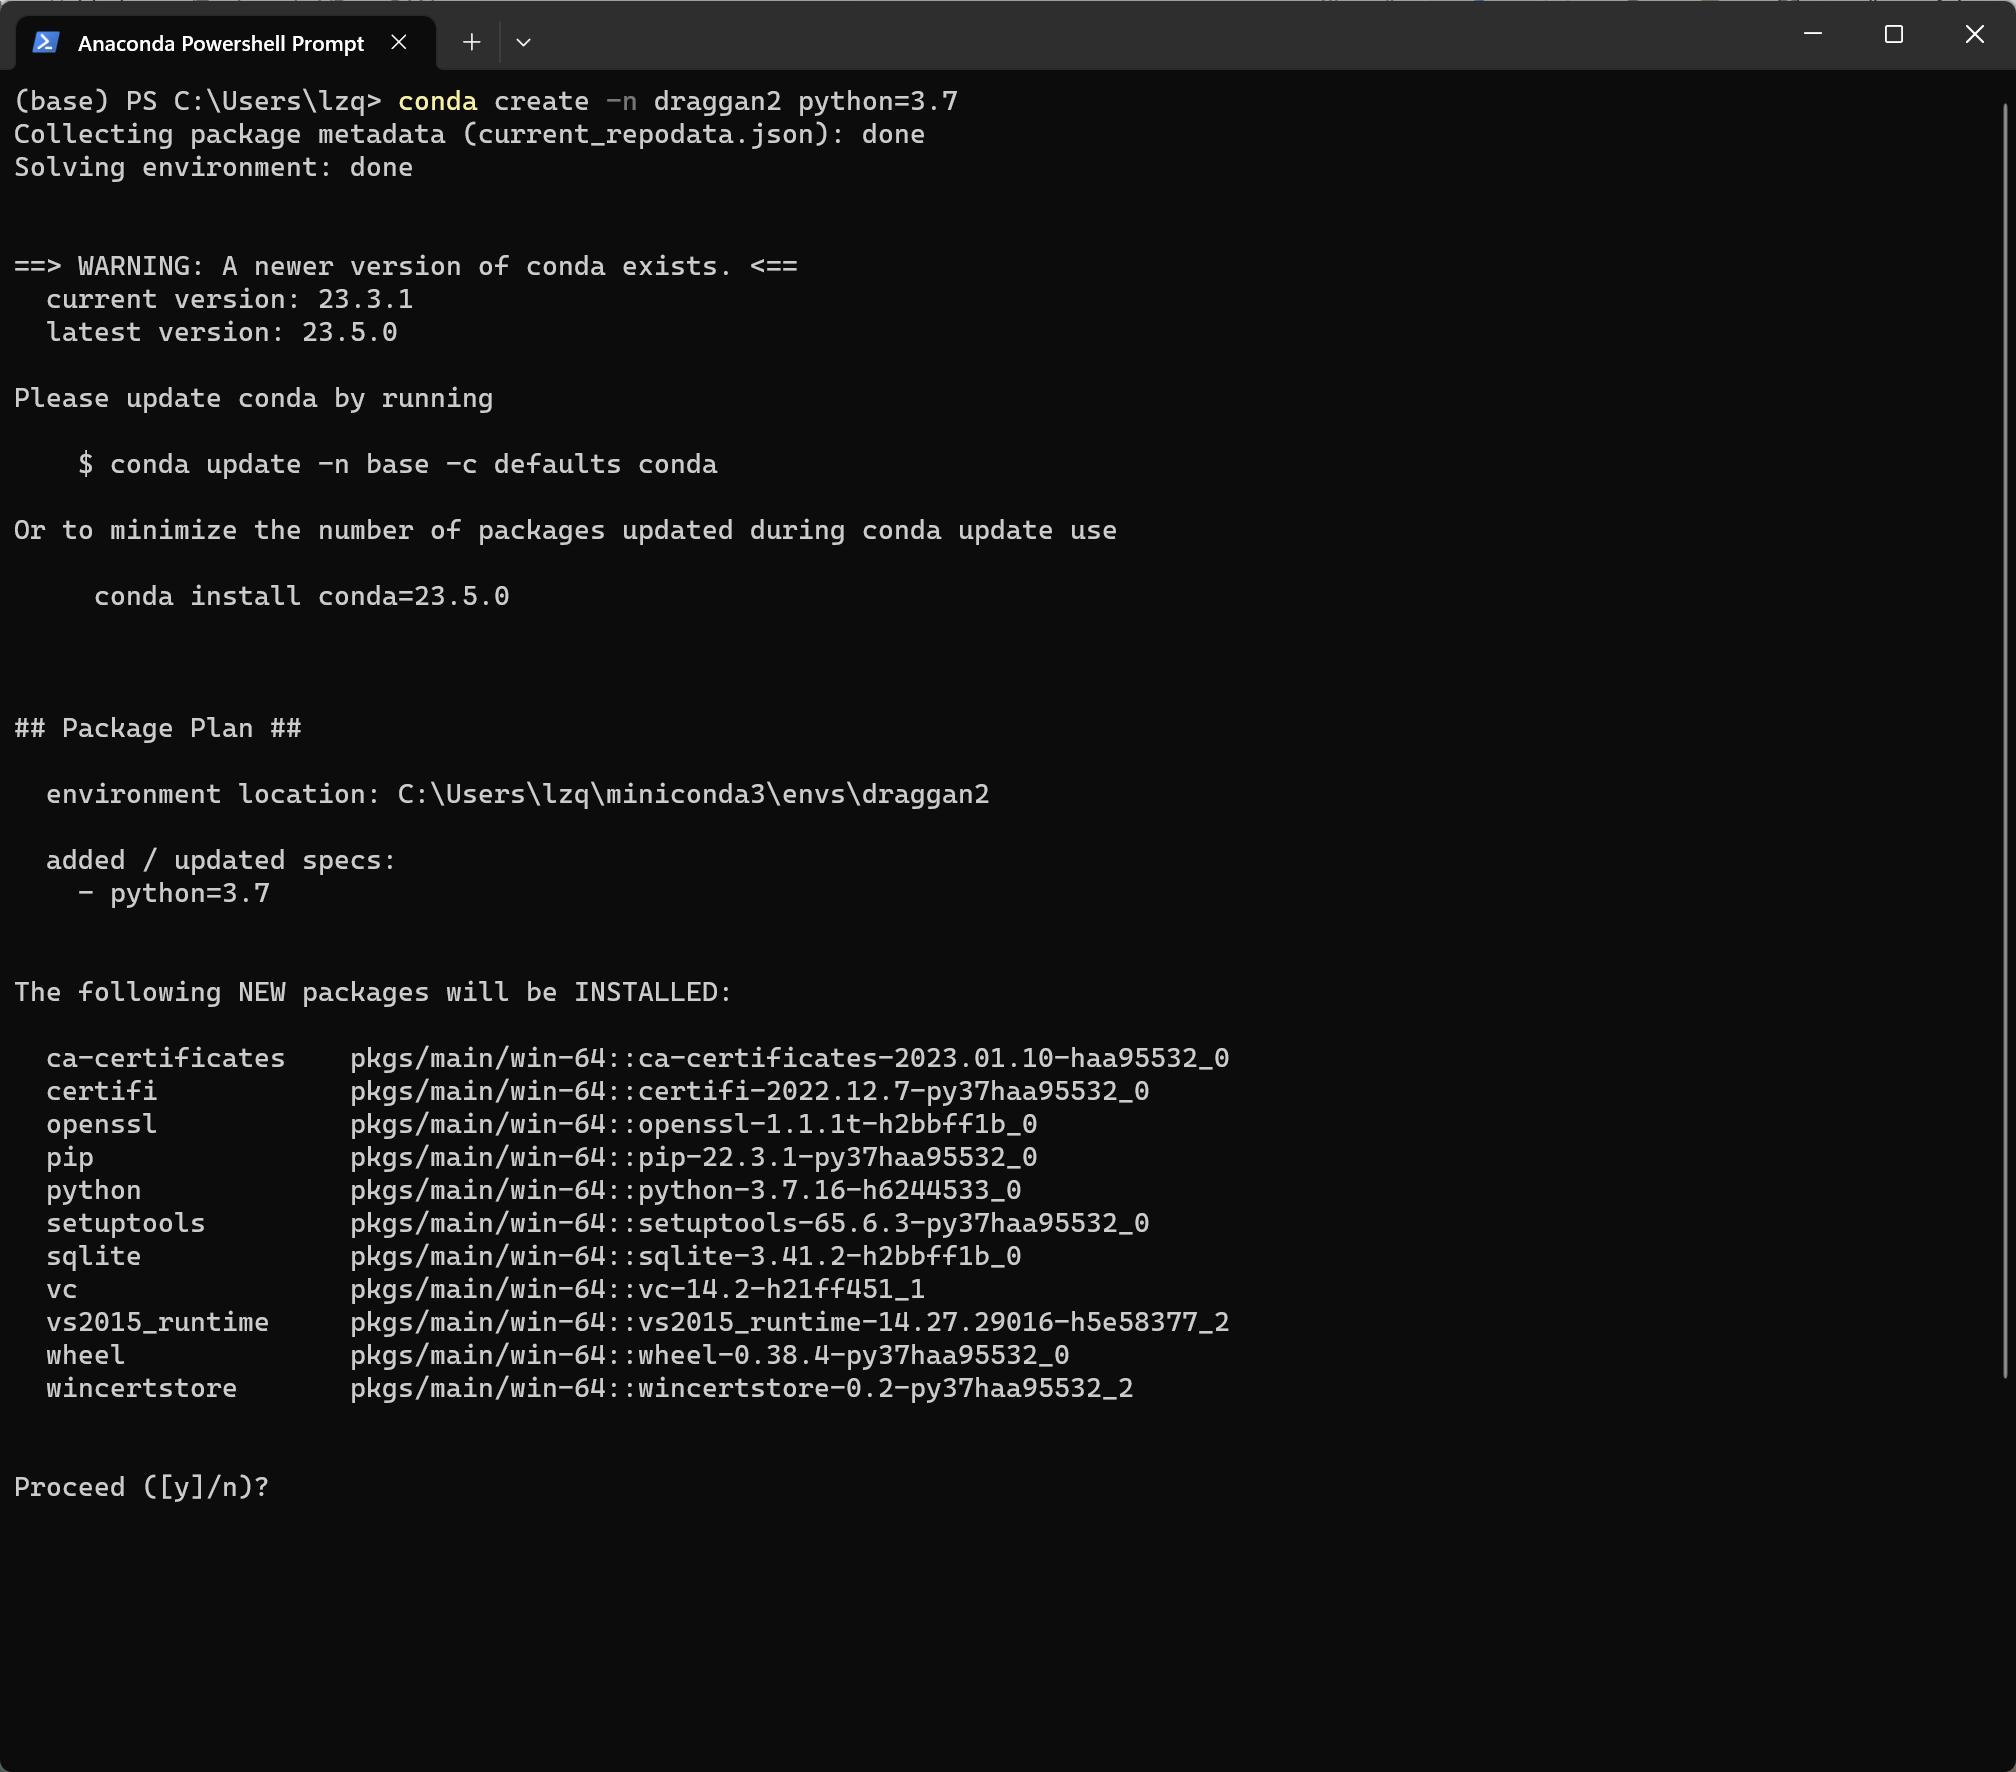 Anaconda Powershell Prompt
(base) PS C:\Users\lzq> conda create -n draggan2 python=3.7
Collecting package metadata (current_repodata.json): done
Solving environment: done
==> WARNING: A newer version of conda exists. <==
current version: 23.3.1
latest version: 23.5.0
Please update conda by running
$ conda update -n base -c defaults conda
Or to minimize the number of packages updated during conda update use
conda install conda=23.5.0
## Package Plan ##
environment location: C:\Users\lzq\miniconda3\envs\draggan2
added / updated specs:
- python=3.7
The following NEW packages will be INSTALLED:
ca-certificates pkgs/main/win-64::ca-certificates-2023.01.10-haa95532_0
certifi pkgs/main/win-64::certifi-2022.12.7-py37haa95532_0
openssl pkgs/main/win-64::openssl-1.1.1t-h2bbff1b_0
pip pkgs/main/win-64::pip-22.3.1-py37haa95532_0
python pkgs/main/win-64::python-3.7.16-h6244533_0
setuptools pkgs/main/win-64::setuptools-65.6.3-py37haa95532_0
sqlite pkgs/main/win-64::sqlite-3.41.2-h2bbff1b_0
vc pkgs/main/win-64::vc-14.2-h21ff451_1
vs2015_runtime pkgs/main/win-64::vs2015_runtime-14.27.29016-h5e58377_2
wheel pkgs/main/win-64::wheel-0.38.4-py37haa95532_0
wincertstore pkgs/main/win-64::wincertstore-0.2-py37haa95532_2
Proceed ([y]/n)?